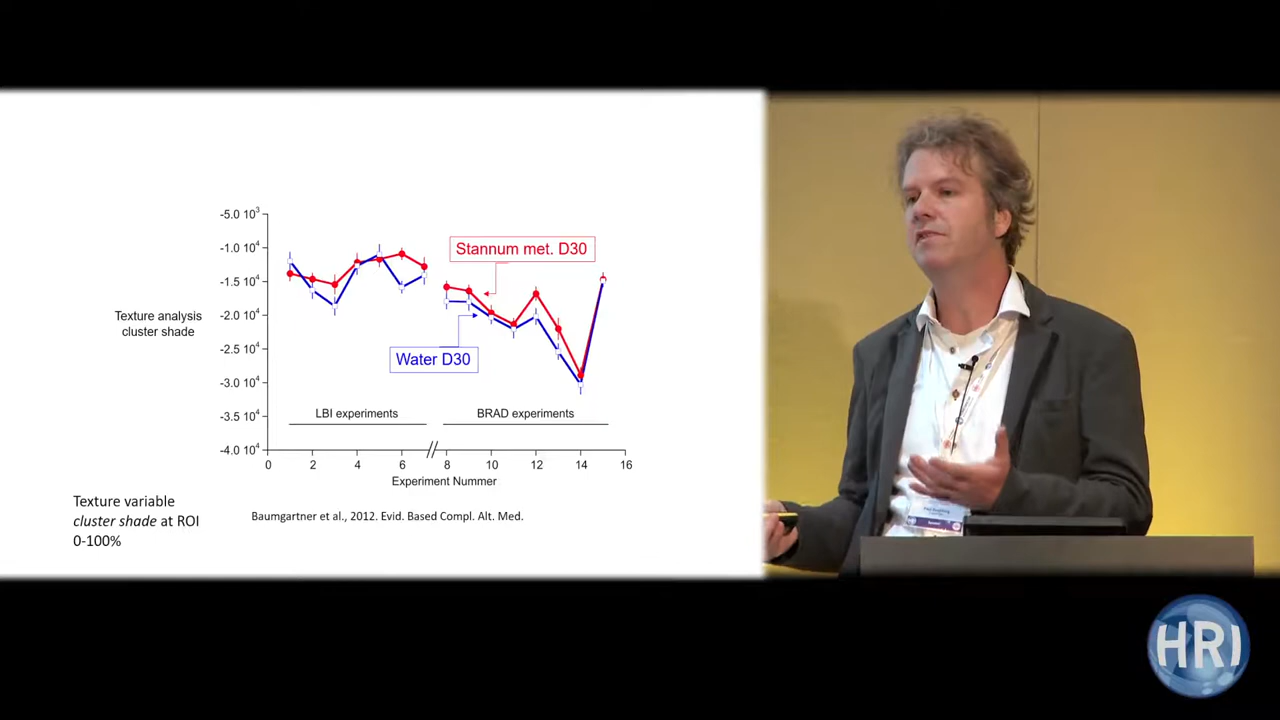 -5.0 10³
-1.0 10⁴
-1.5 10⁴
-2.0 10⁴
-2.5 10⁴
-3.0 10⁴
-3.5 10⁴
-4.0 10⁴
Texture analysis
cluster shade
Stannum met. D30
Water D30
LBI experiments
BRAD experiments
0 2 4 6 8 10 12 14 16
Experiment Nummer
Texture variable
cluster shade at ROI
0-100%
Baumgartner et al., 2012. Evid. Based Compl. Alt. Med.
HRI